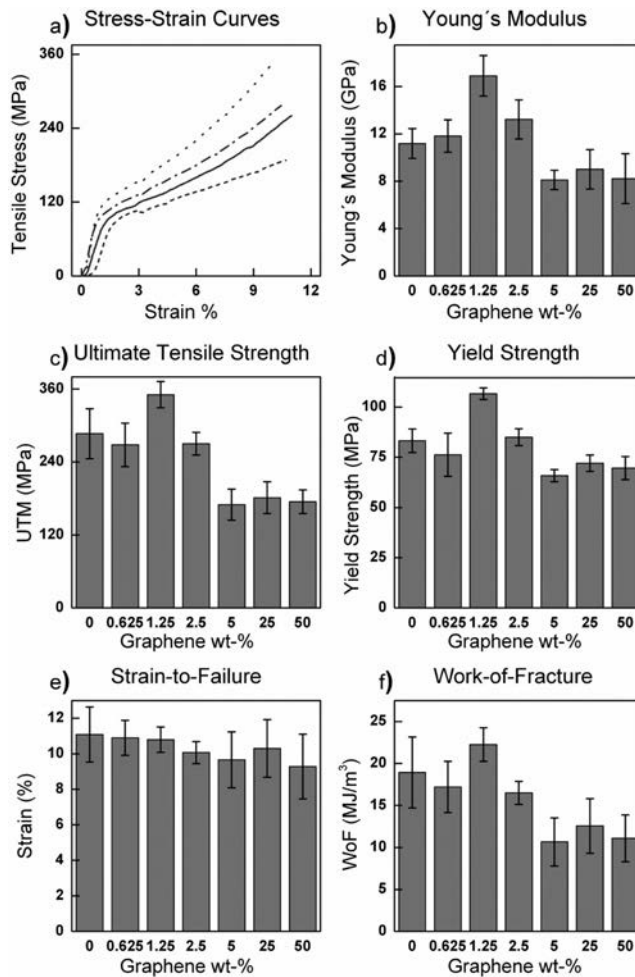 a) Stress-Strain Curves
Tensile Stress (MPa)
360
240
120
0
0 3 6 9 12
Strain %
b) Young´s Modulus
Young´s Modulus (GPa)
16
12
8
4
0
0 0.625 1.25 2.5 5 25 50
Graphene wt-%
c) Ultimate Tensile Strength
UTM (MPa)
360
240
120
0
0 0.625 1.25 2.5 5 25 50
Graphene wt-%
d) Yield Strength
Yield Strength (MPa)
100
75
50
25
0
0 0.625 1.25 2.5 5 25 50
Graphene wt-%
e) Strain-to-Failure
Strain (%)
12
10
8
6
4
2
0
0 0.625 1.25 2.5 5 25 50
Graphene wt-%
f) Work-of-Fracture
WoF (MJ/m³)
25
20
15
10
5
0
0 0.625 1.25 2.5 5 25 50
Graphene wt-%